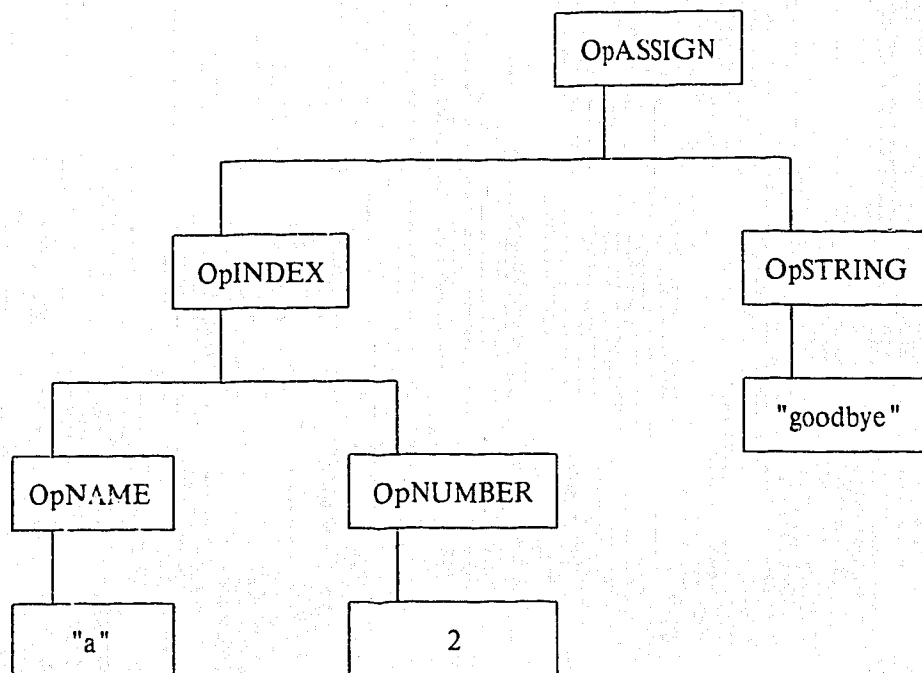 OpASSIGN
OpINDEX
OpSTRING
"goodbye"
OpNAME
OpNUMBER
"a"
2